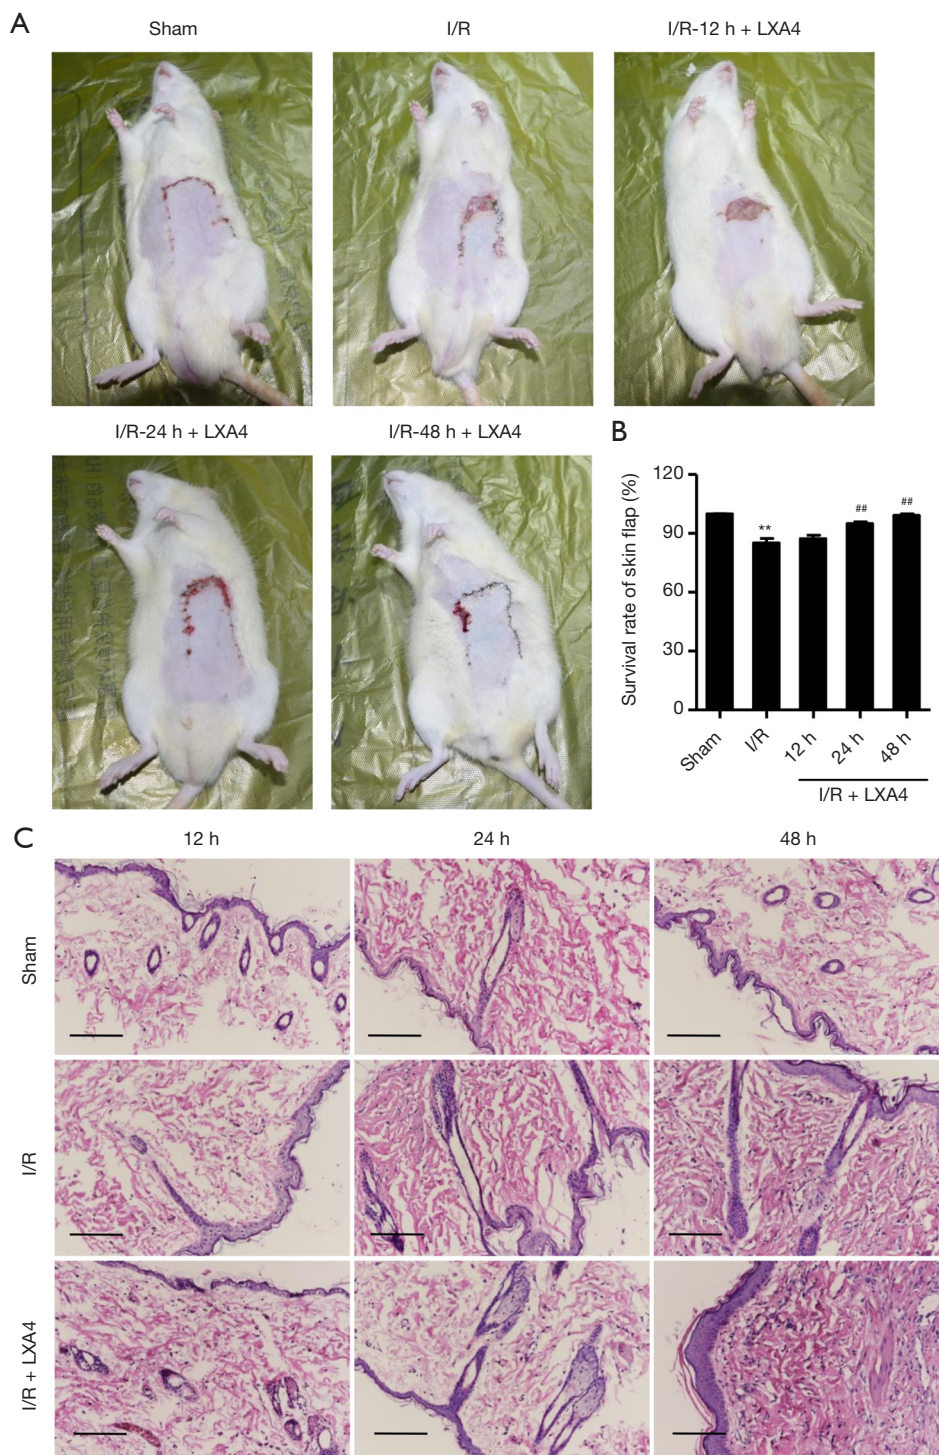 A
Sham
I/R
I/R-12 h + LXA4
I/R-24 h + LXA4
I/R-48 h + LXA4
B
Survival rate of skin flap (%)
120
90
60
30
0
**
##
##
Sham
I/R
12 h
24 h
48 h
I/R + LXA4
C
12 h
24 h
48 h
Sham
I/R
I/R + LXA4